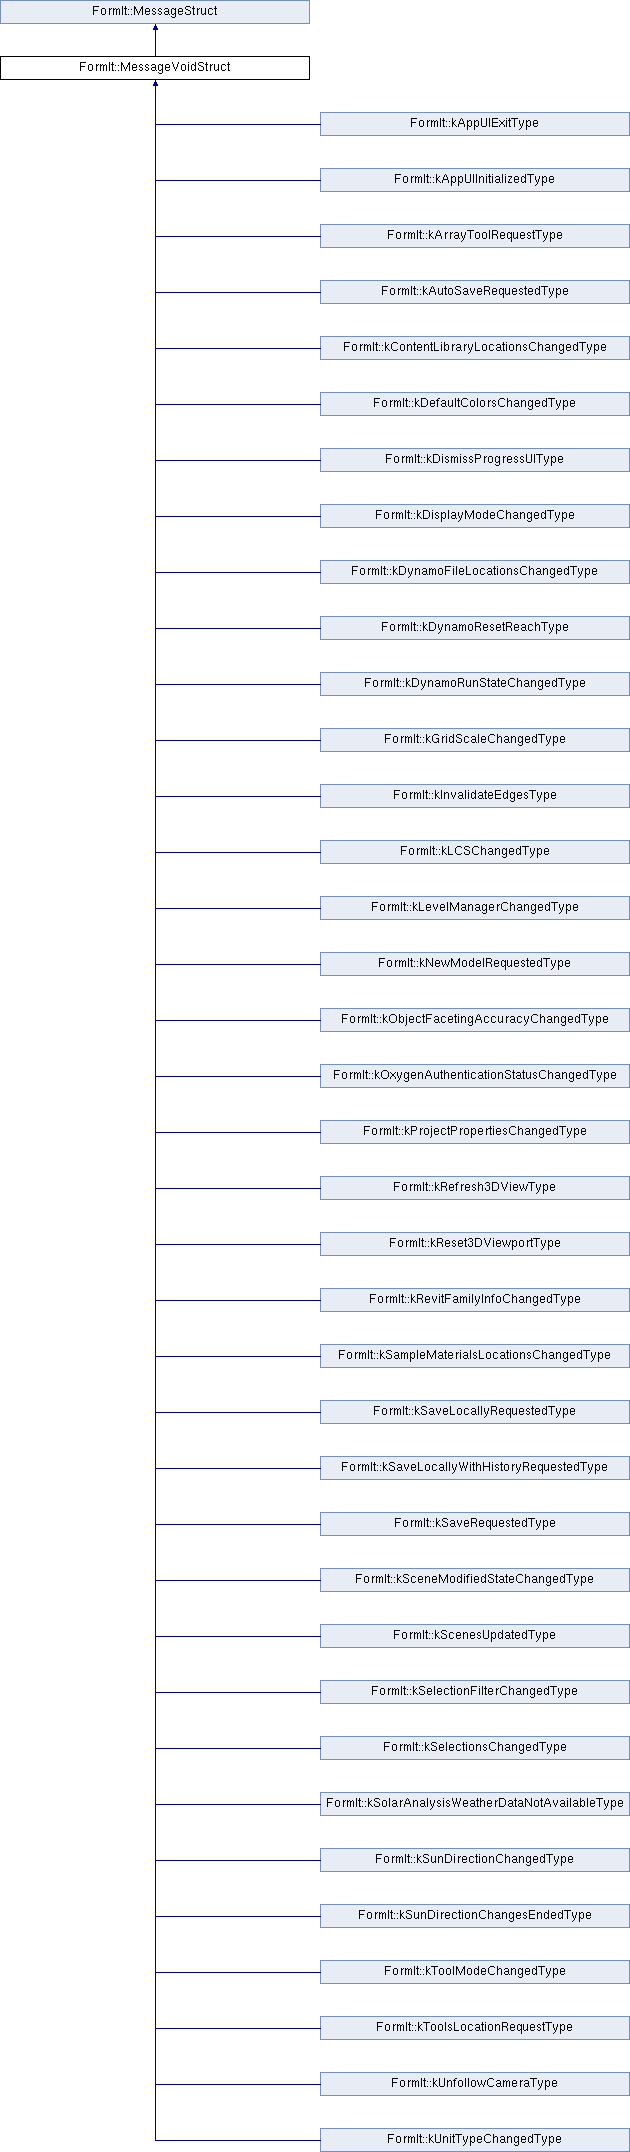 FormIt::MessageStruct
FormIt::MessageVoidStruct
FormIt::kAppUIExitType
FormIt::kAppUIInitializedType
FormIt::kArrayToolRequestType
FormIt::kAutoSaveRequestedType
FormIt::kContentLibraryLocationsChangedType
FormIt::kDefaultColorsChangedType
FormIt::kDismissProgressUIType
FormIt::kDisplayModeChangedType
FormIt::kDynamoFileLocationsChangedType
FormIt::kDynamoResetReachType
FormIt::kDynamoRunStateChangedType
FormIt::kGridScaleChangedType
FormIt::kInvalidateEdgesType
FormIt::kLCSChangedType
FormIt::kLevelManagerChangedType
FormIt::kNewModelRequestedType
FormIt::kObjectFacetingAccuracyChangedType
FormIt::kOxygenAuthenticationStatusChangedType
FormIt::kProjectPropertiesChangedType
FormIt::kRefresh3DViewType
FormIt::kReset3DViewportType
FormIt::kRevitFamilyInfoChangedType
FormIt::kSampleMaterialsLocationsChangedType
FormIt::kSaveLocallyRequestedType
FormIt::kSaveLocallyWithHistoryRequestedType
FormIt::kSaveRequestedType
FormIt::kSceneModifiedStateChangedType
FormIt::kScenesUpdatedType
FormIt::kSelectionFilterChangedType
FormIt::kSelectionsChangedType
FormIt::kSolarAnalysisWeatherDataNotAvailableType
FormIt::kSunDirectionChangedType
FormIt::kSunDirectionChangesEndedType
FormIt::kToolModeChangedType
FormIt::kToolsLocationRequestType
FormIt::kUnfollowCameraType
FormIt::kUnitTypeChangedType